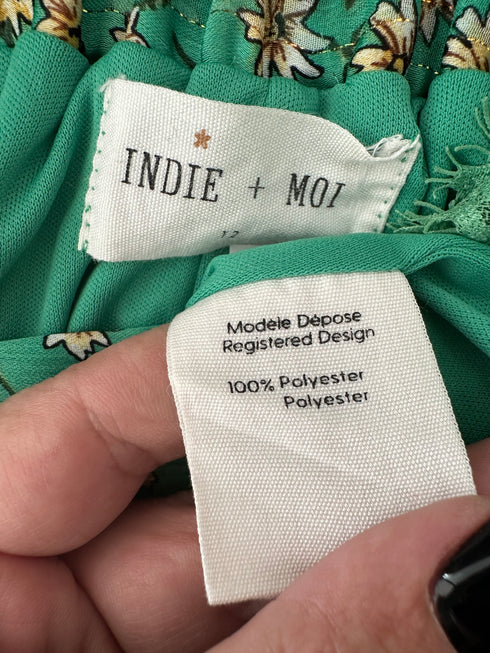 INDIE + MOI
Modèle Dépose
Registered Design
100% Polyester
Polyester